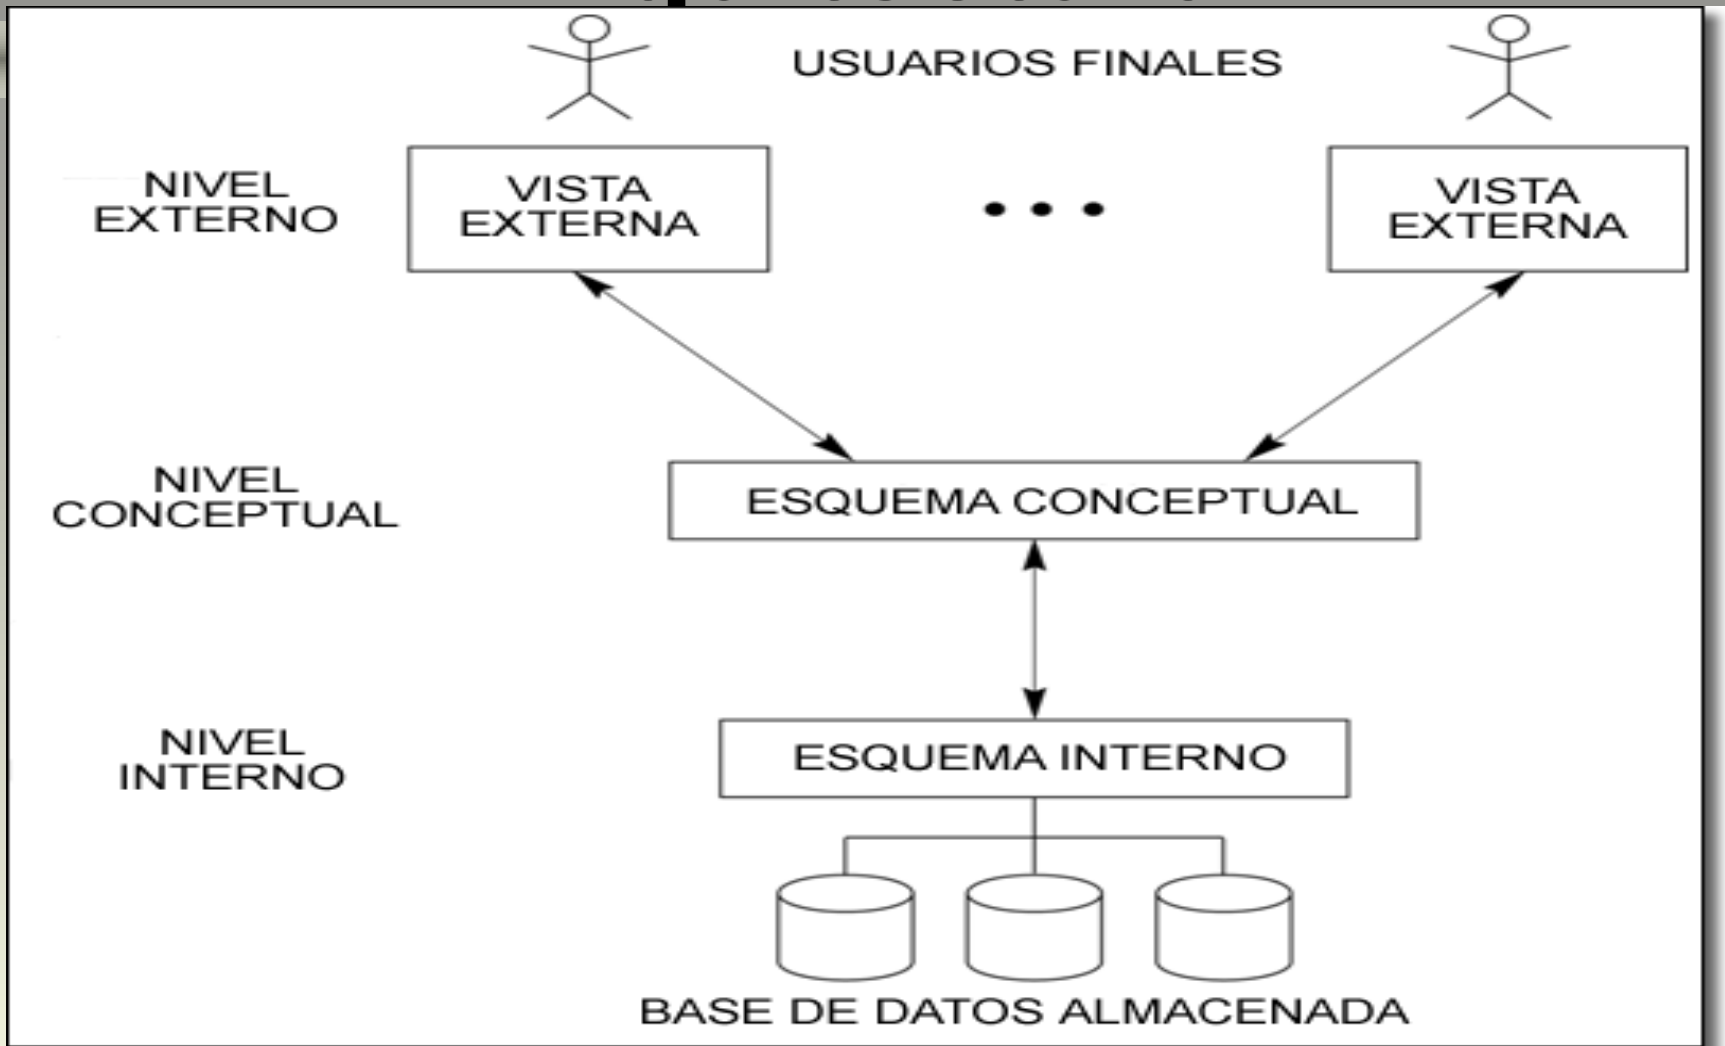 USUARIOS FINALES
NIVEL
EXTERNO
VISTA
EXTERNA
VISTA
EXTERNA
NIVEL
CONCEPTUAL
ESQUEMA CONCEPTUAL
NIVEL
INTERNO
ESQUEMA INTERNO
BASE DE DATOS ALMACENADA